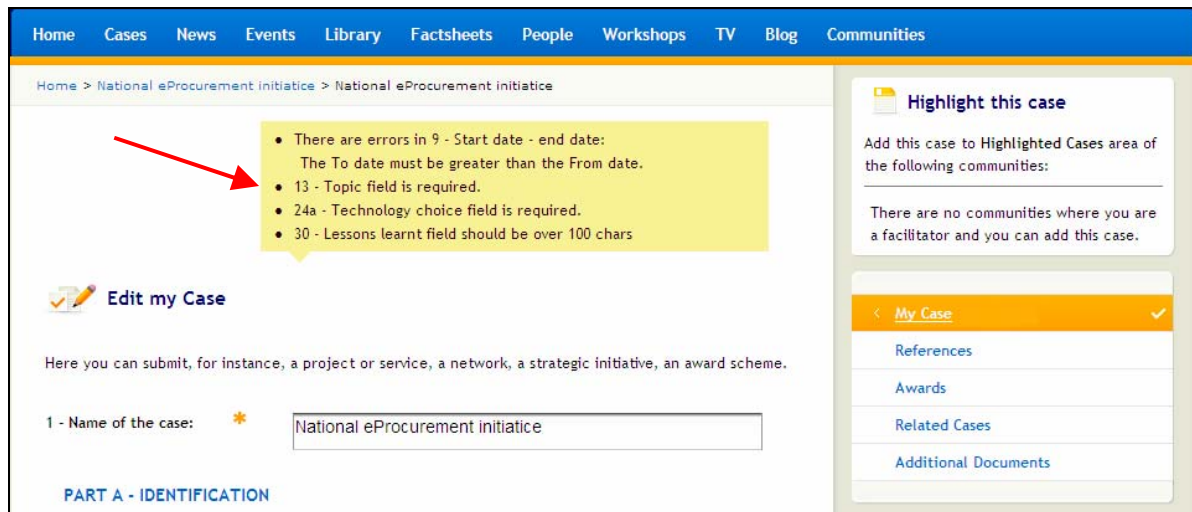 Home Cases News Events Library Factsheets People Workshops TV Blog Communities
Home > National eProcurement initiatice > National eProcurement initiatice
• There are errors in 9 - Start date - end date:
The To date must be greater than the From date.
• 13 - Topic field is required.
• 24a - Technology choice field is required.
• 30 - Lessons learnt field should be over 100 chars
Edit my Case
Here you can submit, for instance, a project or service, a network, a strategic initiative, an award scheme.
1 - Name of the case: * National eProcurement initiatice
PART A - IDENTIFICATION
Highlight this case
Add this case to Highlighted Cases area of
the following communities:
There are no communities where you are
a facilitator and you can add this case.
< My Case
References
Awards
Related Cases
Additional Documents